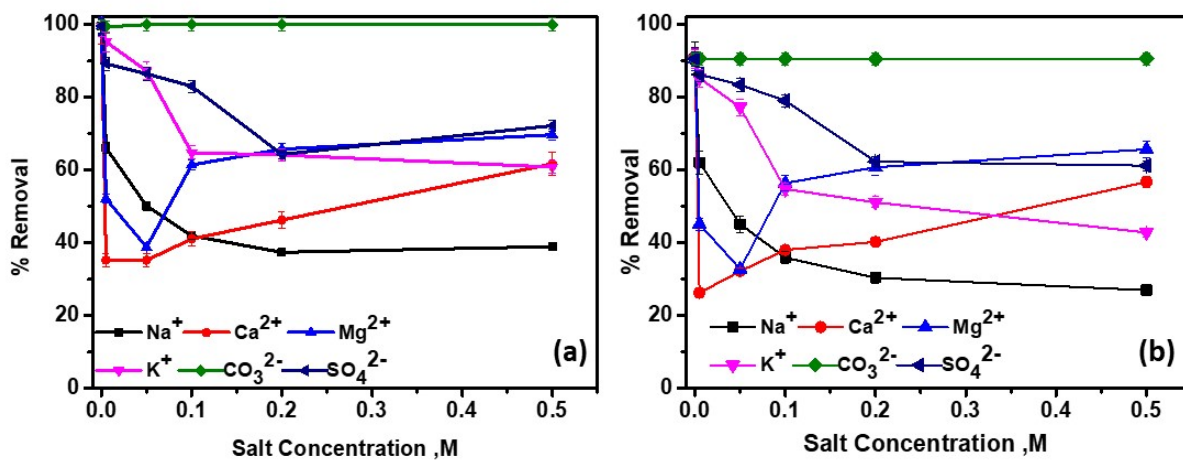 100
80
60
40
20
0
% Removal
Na+ Ca2+ Mg2+
K+ CO32- SO42-
(a)
0.0 0.1 0.2 0.3 0.4 0.5
Salt Concentration ,M
100
80
60
40
20
0
% Removal
Na+ Ca2+ Mg2+
K+ CO32- SO42-
(b)
0.0 0.1 0.2 0.3 0.4 0.5
Salt Concentration ,M